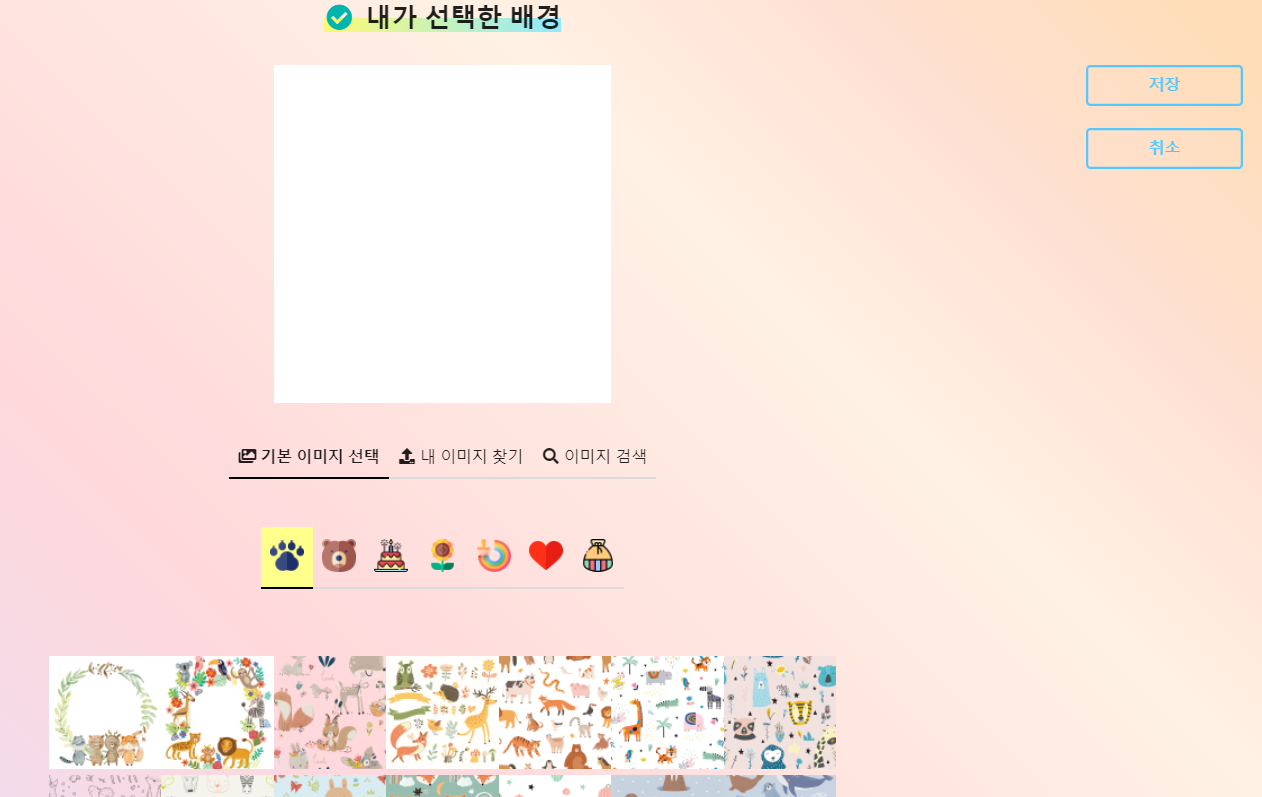 내가 선택한 배경
저장
취소
기본 이미지 선택
내 이미지 찾기
이미지 검색